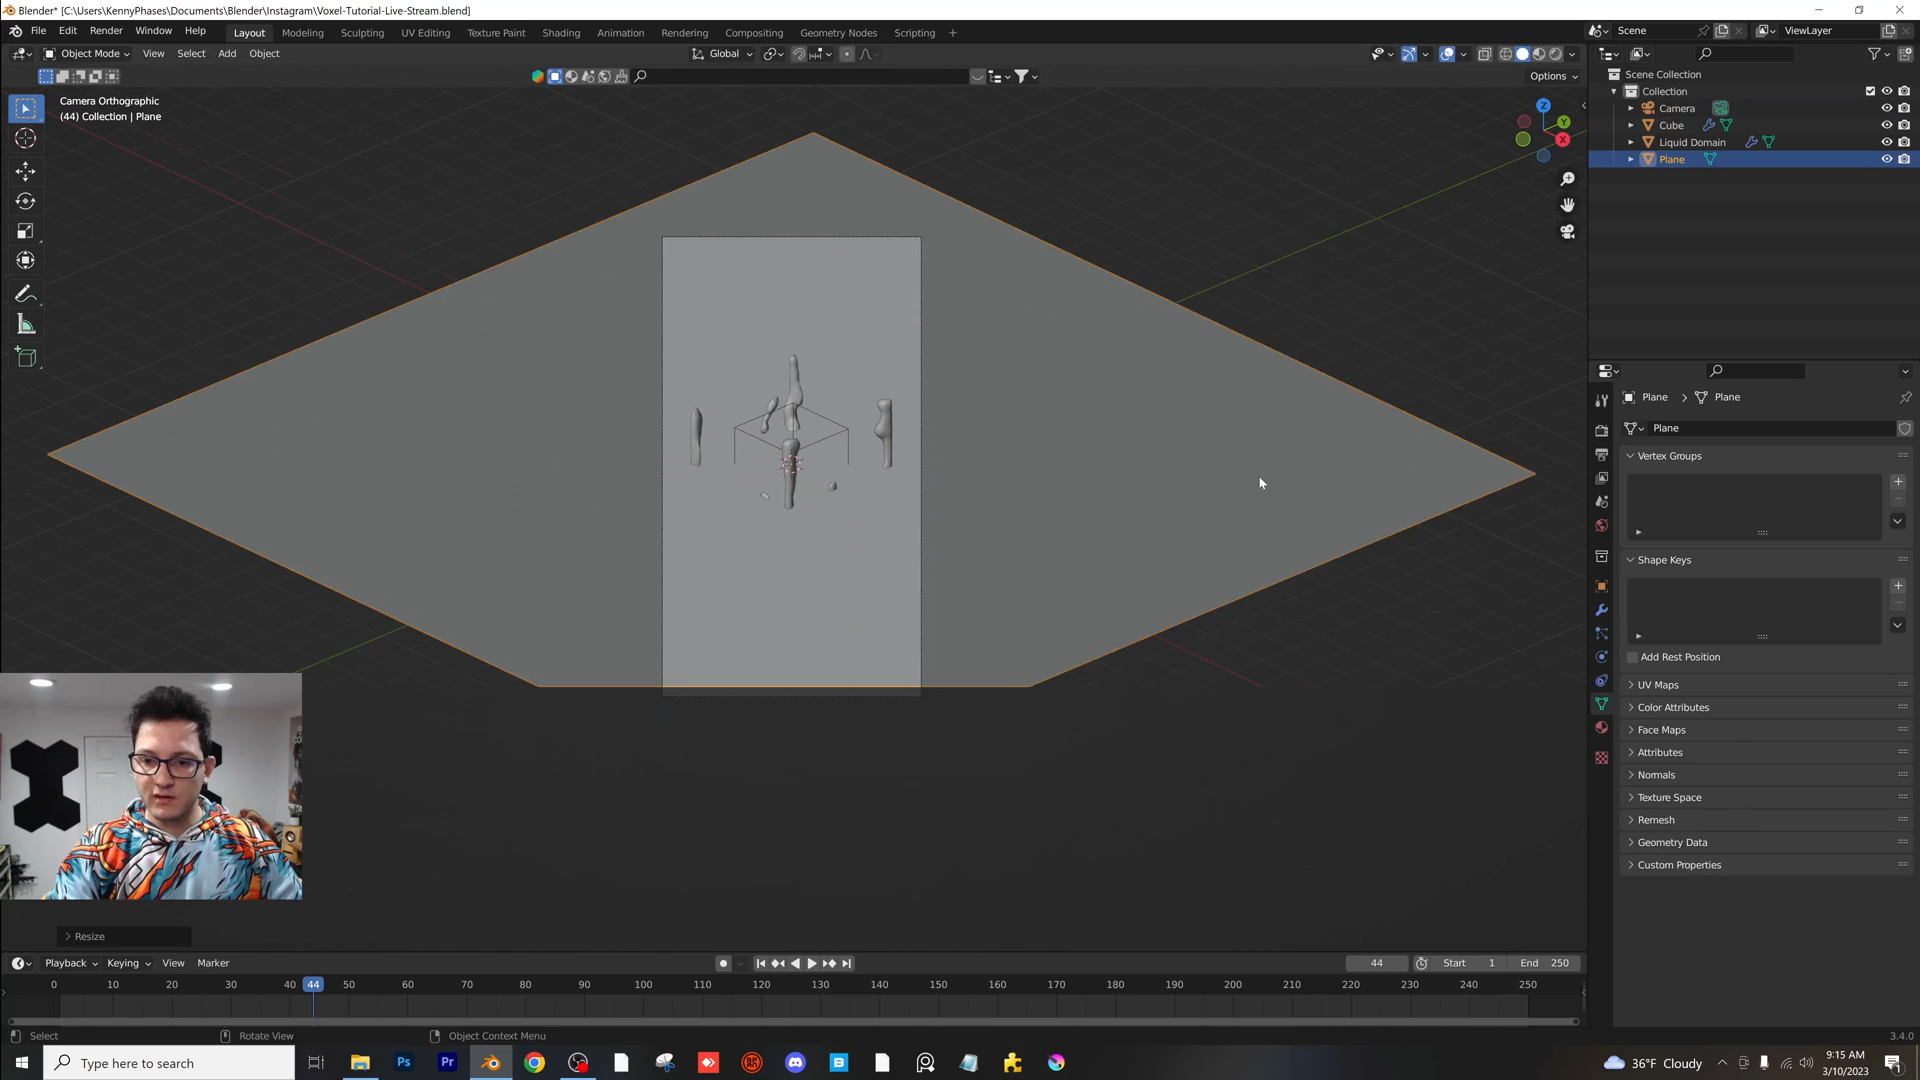 Blender* [C:\Users\KennyPhases\Documents\Blender\Instagram\Voxel-Tutorial-Live-Stream.blend]
File Edit Render Window Help Layout Modeling Sculpting UV Editing Texture Paint Shading Animation Rendering Compositing Geometry Nodes Scripting + Scene ViewLayer
Object Mode View Select Add Object Global
Options
Camera Orthographic
(44) Collection | Plane
Z
Y
X
Scene Collection
Collection
Camera
Cube
Liquid Domain
Plane
Plane > Plane
Plane
Vertex Groups
Shape Keys
Add Rest Position
UV Maps
Color Attributes
Face Maps
Attributes
Normals
Texture Space
Remesh
Geometry Data
Custom Properties
Resize
Playback Keying View Marker 44 Start 1 End 250
0 10 20 30 40 44 50 60 70 80 90 100 110 120 130 140 150 160 170 180 190 200 210 220 230 240 250
Select Rotate View Object Context Menu 3.4.0
Type here to search Ps Pr 36°F Cloudy 9:15 AM
3/10/2023